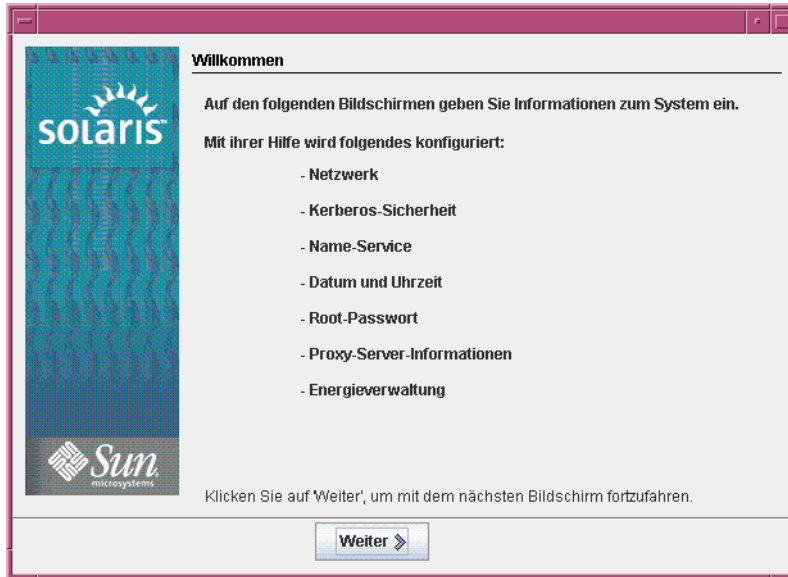 Willkommen
solaris
Auf den folgenden Bildschirmen geben Sie Informationen zum System ein.
Mit ihrer Hilfe wird folgendes konfiguriert:
- Netzwerk
- Kerberos-Sicherheit
- Name-Service
- Datum und Uhrzeit
- Root-Passwort
- Proxy-Server-Informationen
- Energieverwaltung
Sun
microsystems
Klicken Sie auf 'Weiter', um mit dem nächsten Bildschirm fortzufahren.
Weiter